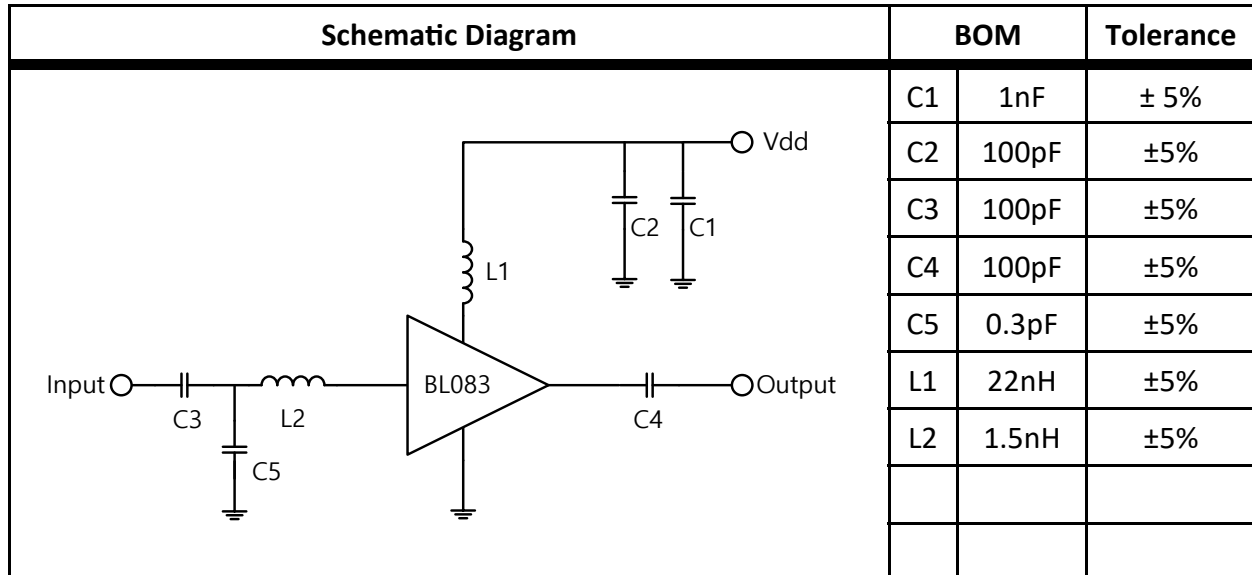 Schematic Diagram BOM Tolerance
C1 1nF ± 5%
C2 100pF ±5%
C3 100pF ±5%
C4 100pF ±5%
C5 0.3pF ±5%
L1 22nH ±5%
L2 1.5nH ±5%
Vdd
C2 C1
L1
Input BL083 Output
C3 L2 C4
C5